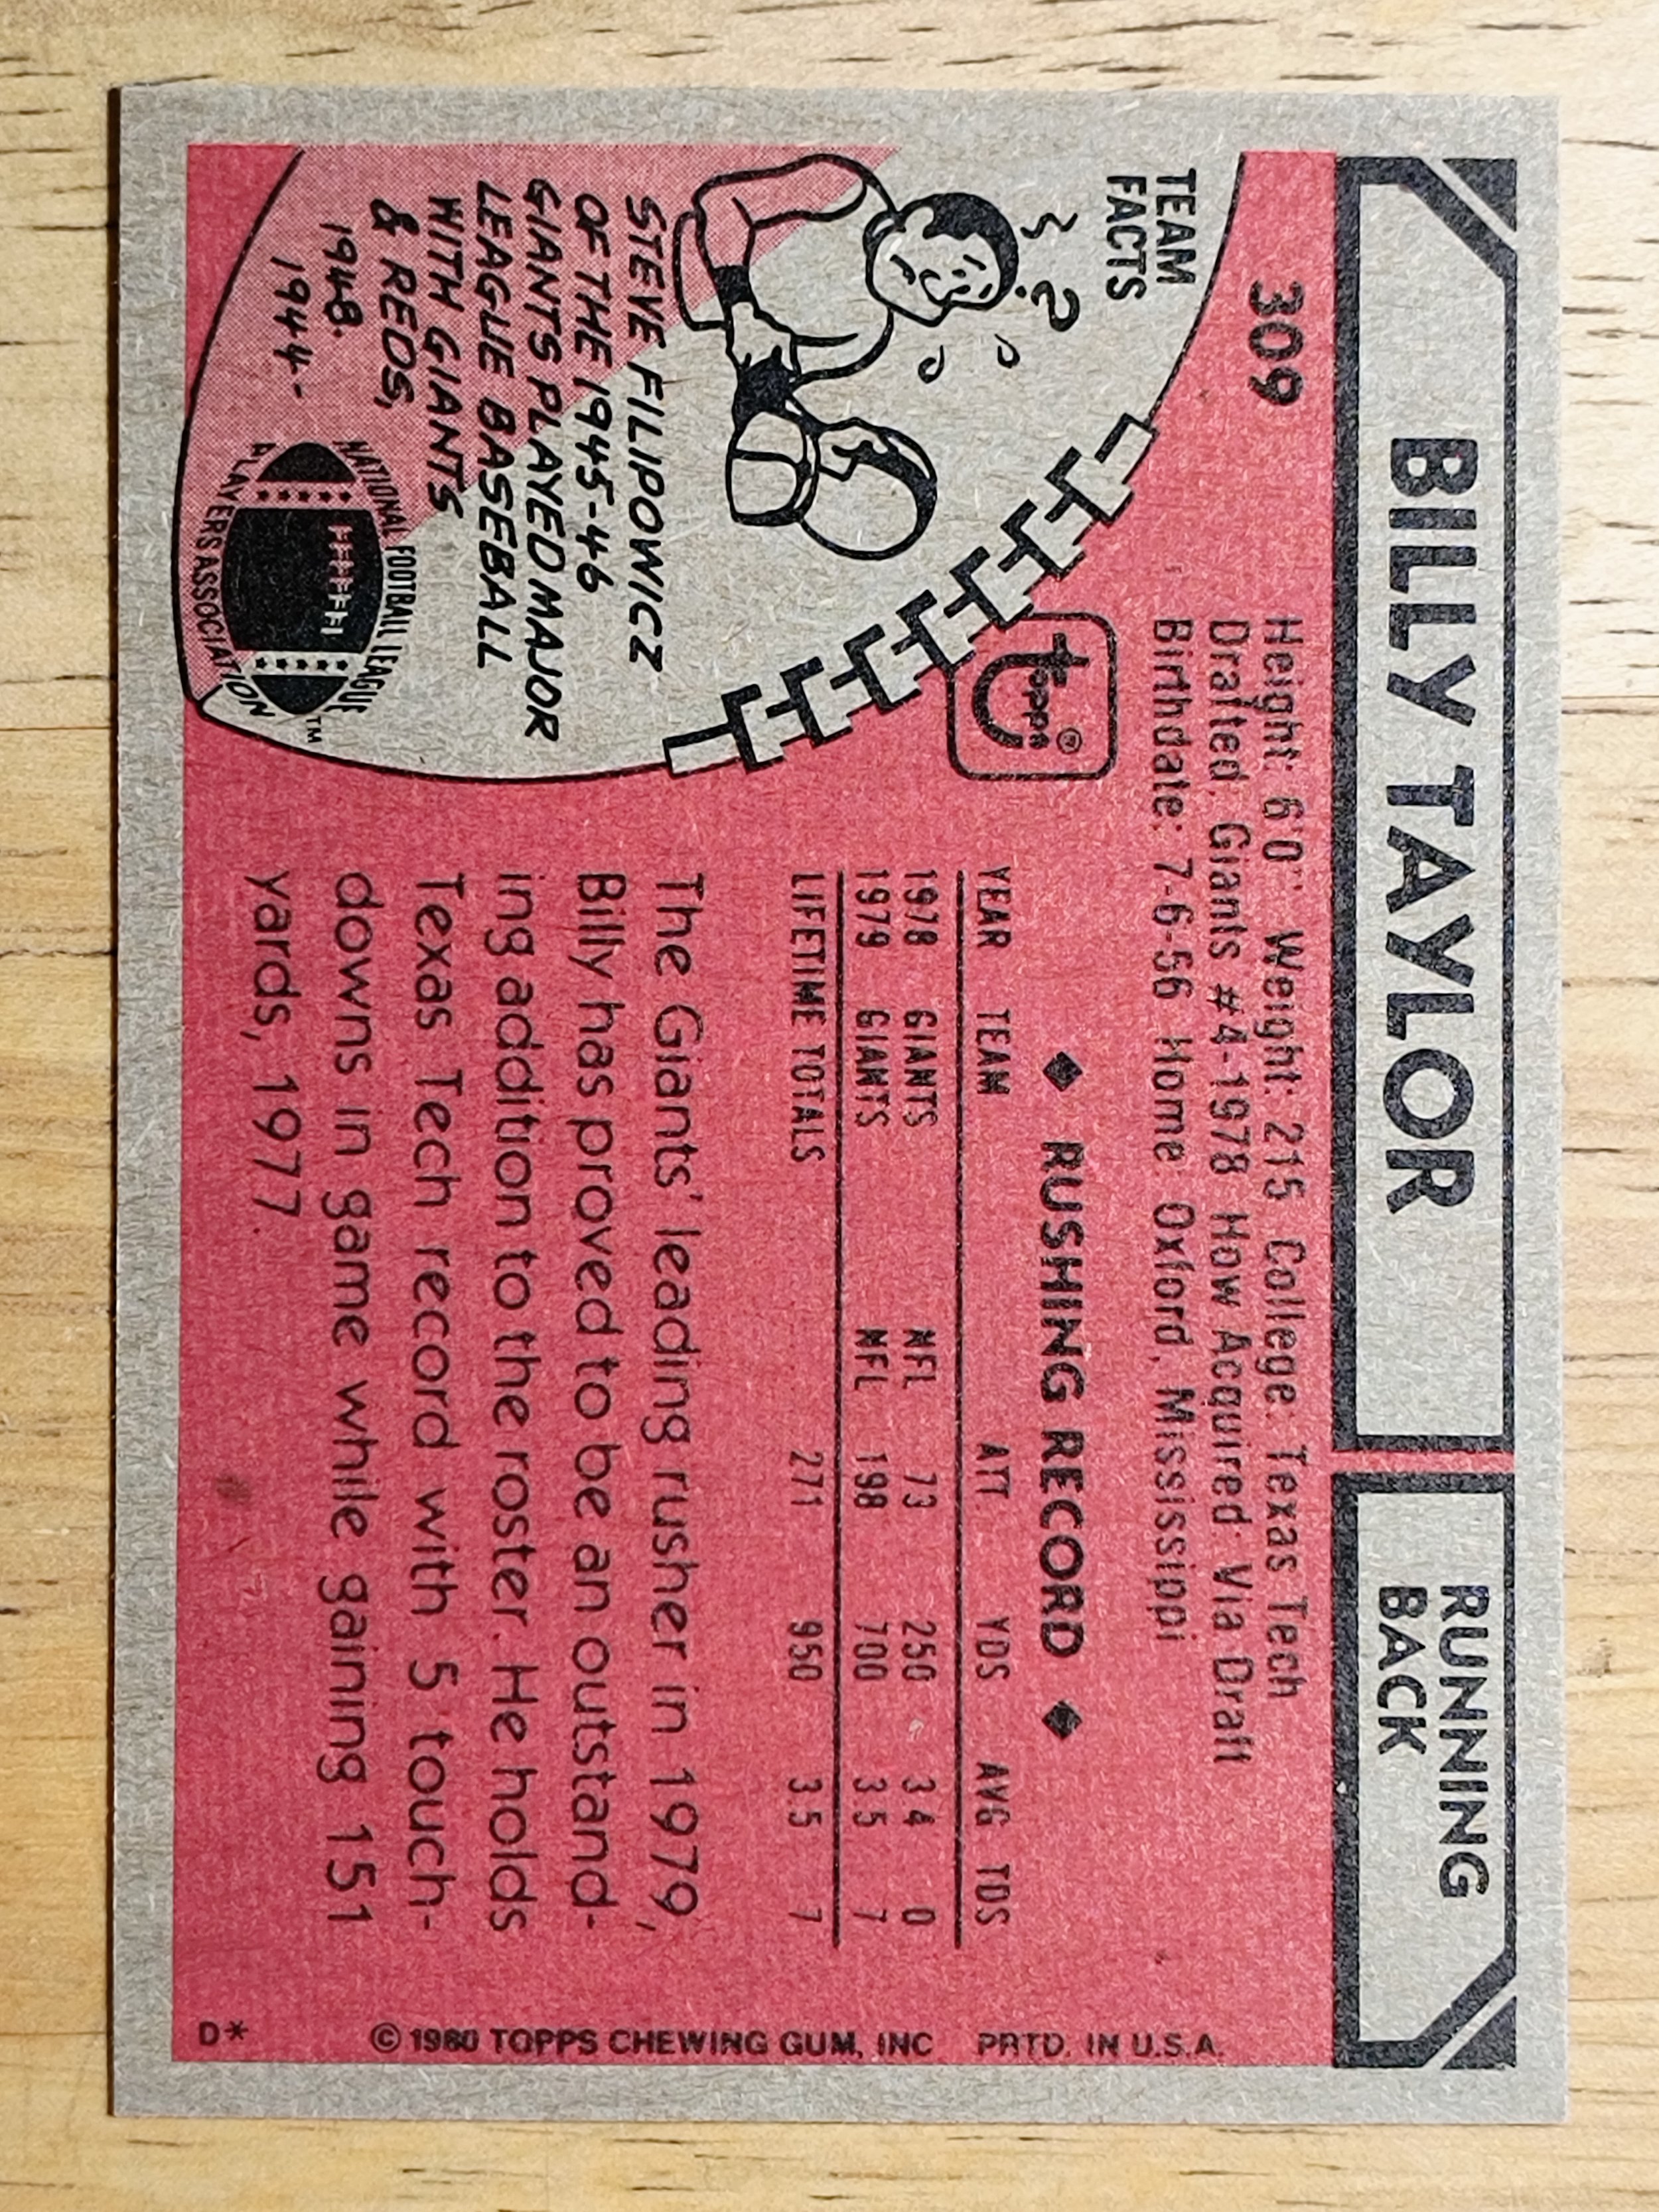 BILLY TAYLOR
RUNNING
BACK
309
Height: 6'0" Weight: 215 College: Texas Tech
Drafted: Giants #4-1978 How Acquired: Via Draft
Birthdate: 7-6-56 Home: Oxford, Mississippi
TEAM
FACTS
?
topps®
STEVE FILIPOWICZ
OF THE 1945-46
GIANTS PLAYED MAJOR
LEAGUE BASEBALL
WITH GIANTS
& REDS,
1944-
1948.
NATIONAL FOOTBALL LEAGUE
PLAYERS ASSOCIATION
TM
◆ RUSHING RECORD ◆
YEAR TEAM ATT. YDS AVG TDS
1978 GIANTS NFL 73 250 3.4 0
1979 GIANTS NFL 198 700 3.5 7
LIFETIME TOTALS 271 950 3.5 7
The Giants' leading rusher in 1979,
Billy has proved to be an outstand-
ing addition to the roster. He holds
Texas Tech record with 5 touch-
downs in game while gaining 151
yards, 1977.
© 1980 TOPPS CHEWING GUM, INC PRTD. IN U.S.A.
D*